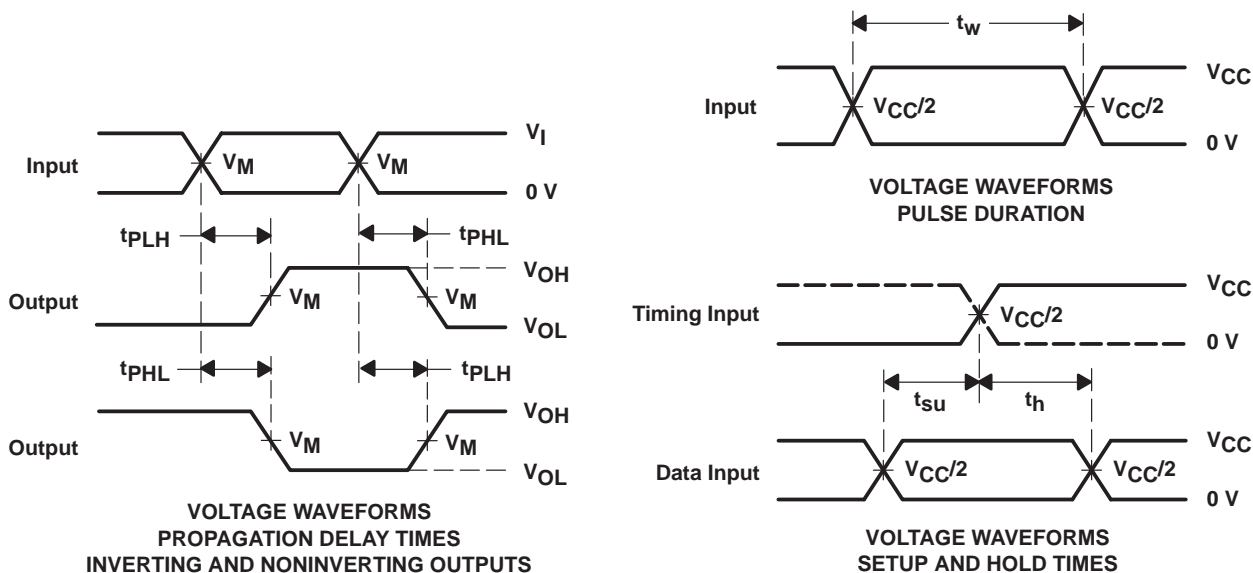 Input
VI
VM
VM
0 V
tPLH
tPHL
Output
VOH
VM
VM
VOL
tPHL
tPLH
Output
VOH
VM
VM
VOL
VOLTAGE WAVEFORMS
PROPAGATION DELAY TIMES
INVERTING AND NONINVERTING OUTPUTS
tw
Input
VCC
VCC/2
VCC/2
0 V
VOLTAGE WAVEFORMS
PULSE DURATION
Timing Input
VCC
VCC/2
0 V
tsu
th
Data Input
VCC
VCC/2
VCC/2
0 V
VOLTAGE WAVEFORMS
SETUP AND HOLD TIMES